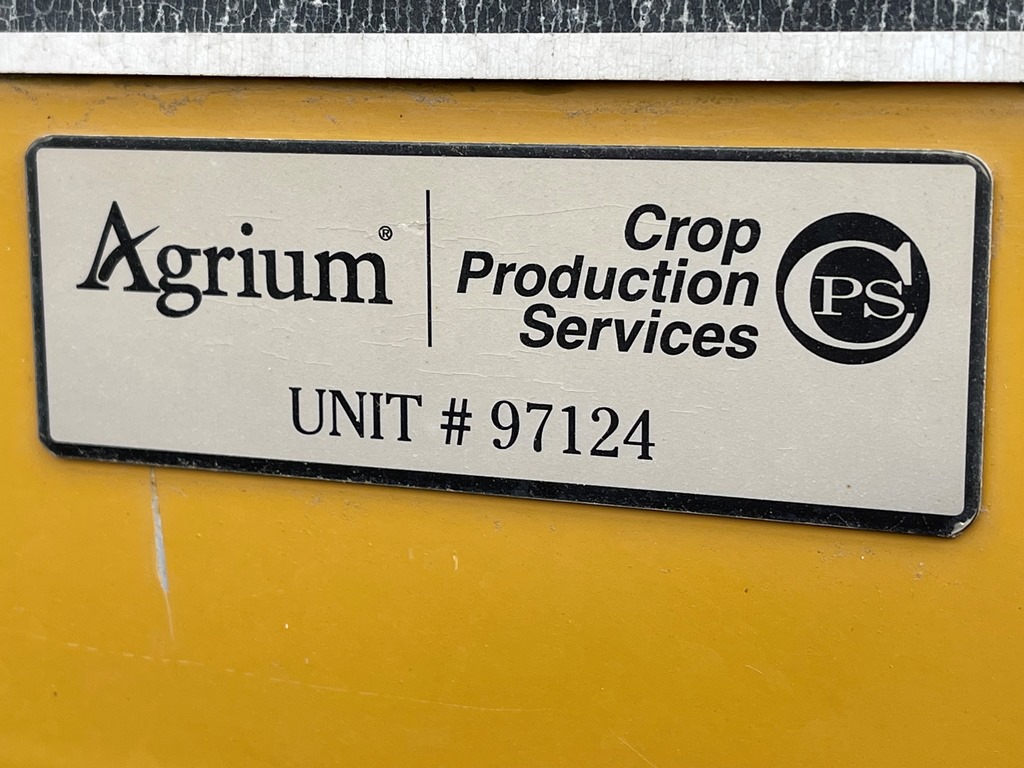 Agrium®
Crop
Production
Services
CPS
UNIT # 97124